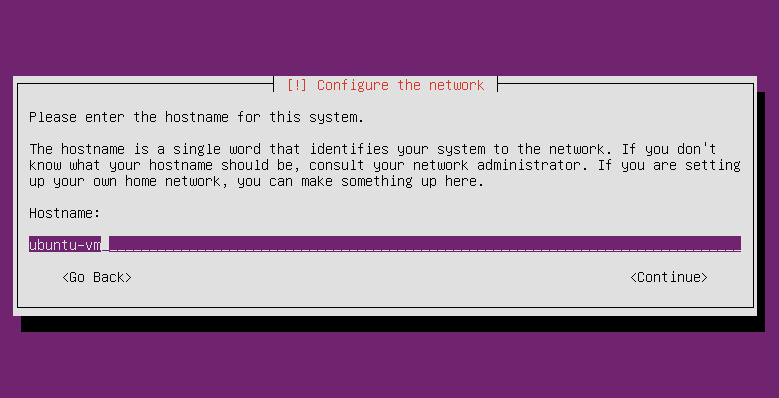 [!] Configure the network
Please enter the hostname for this system.
The hostname is a single word that identifies your system to the network. If you don't
know what your hostname should be, consult your network administrator. If you are setting
up your own home network, you can make something up here.
Hostname:
ubuntu-vm
<Go Back> <Continue>